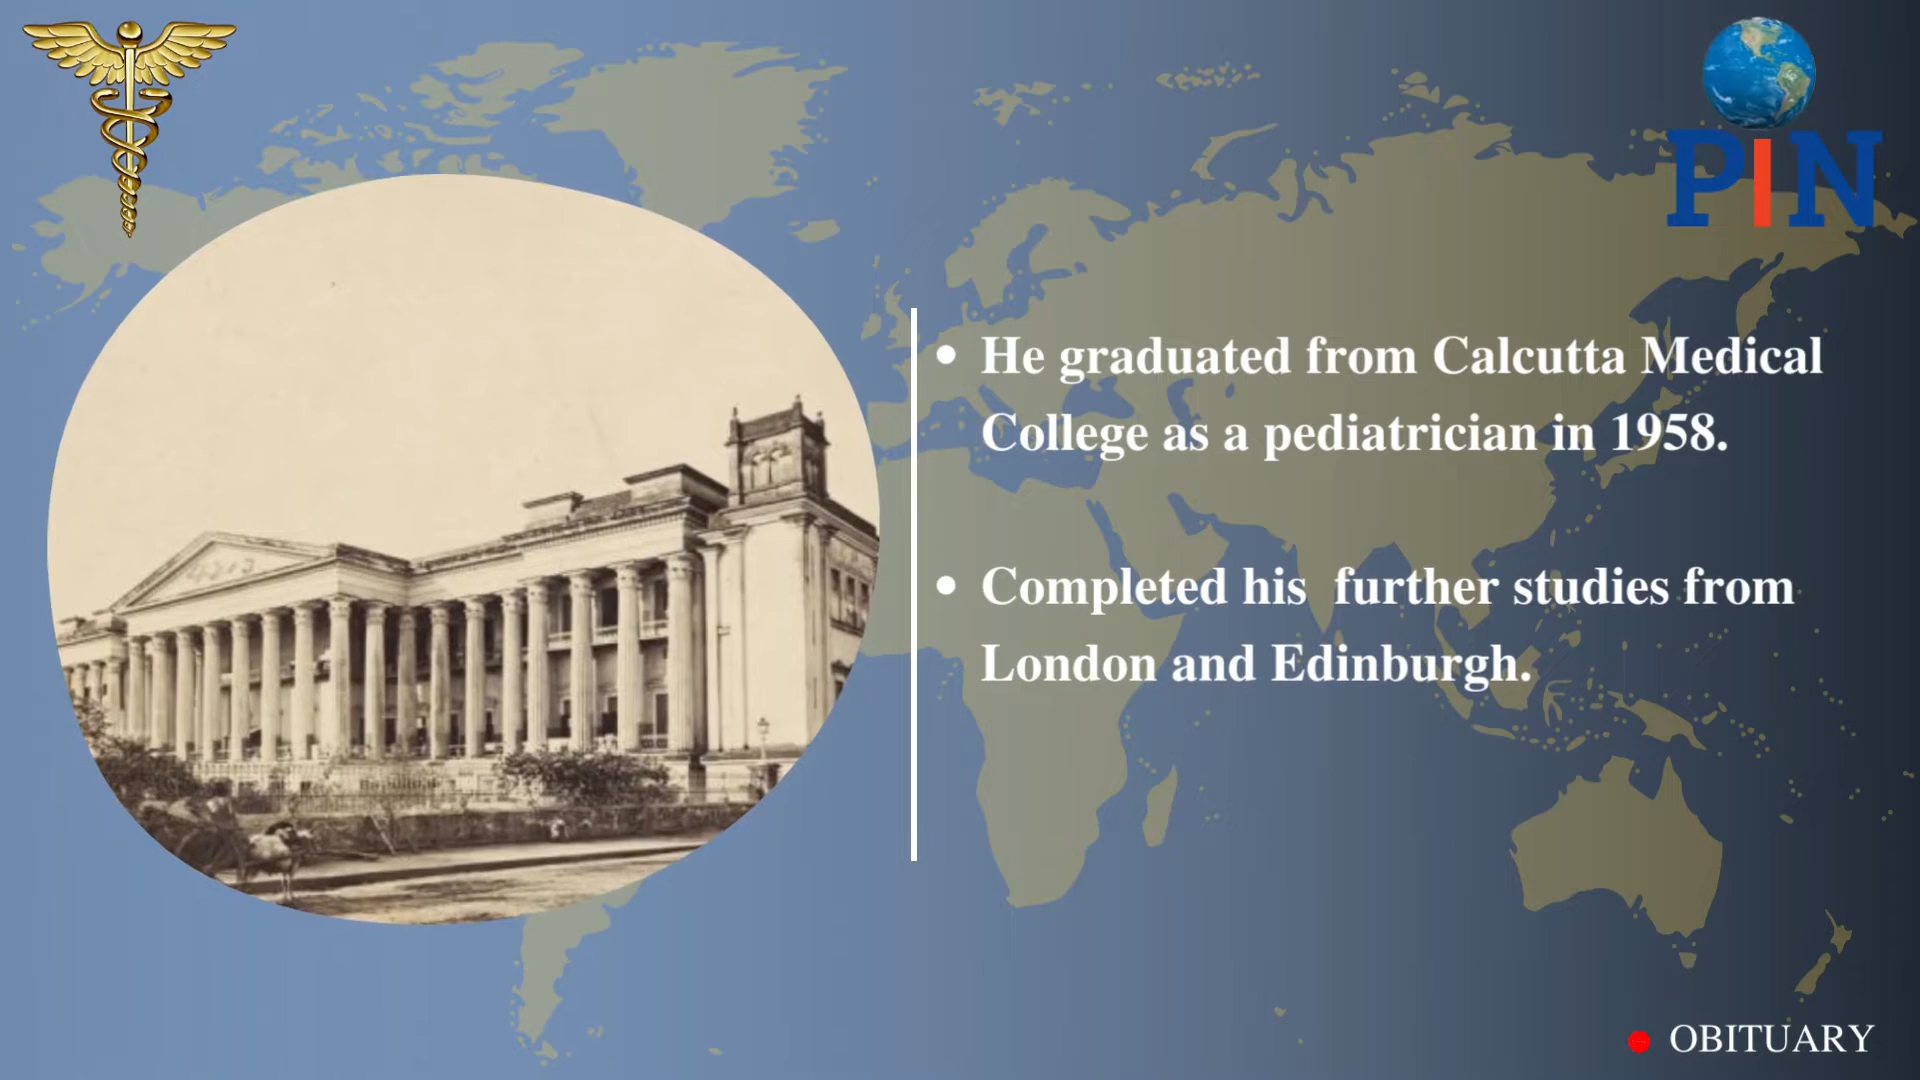 PIN
• He graduated from Calcutta Medical
College as a pediatrician in 1958.
• Completed his  further studies from
London and Edinburgh.
OBITUARY